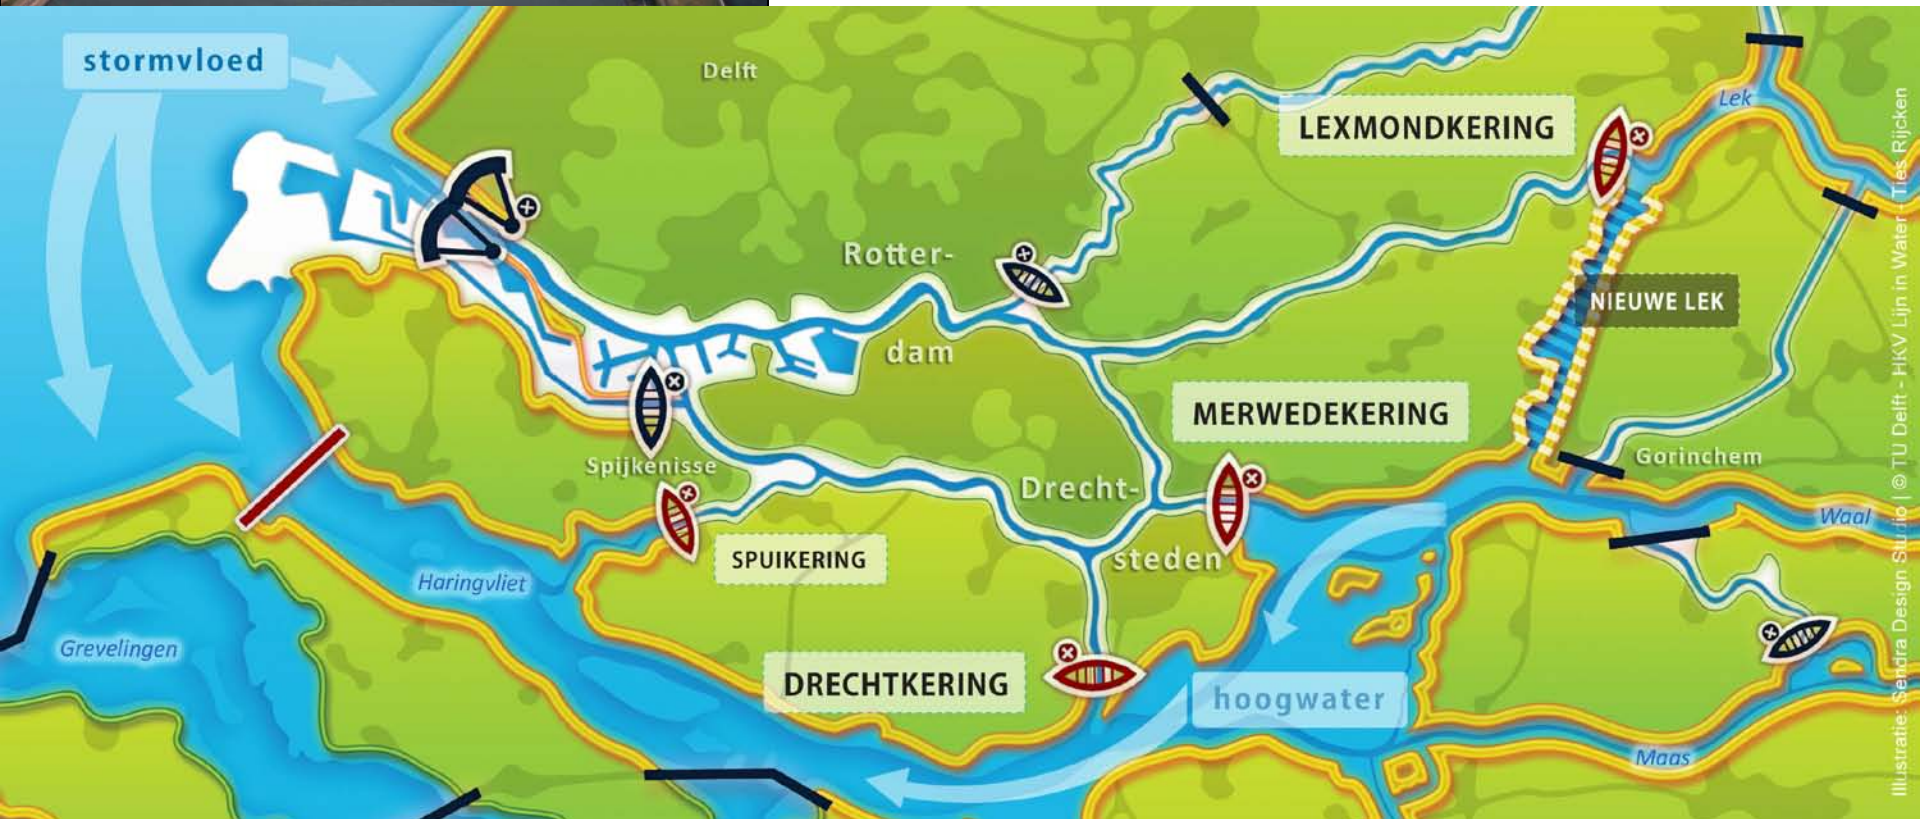 stormvloed
Delft
LEXMONDKERING
Lek
Rotter-
dam
NIEUWE LEK
MERWEDEKERING
Spijkenisse
Gorinchem
Drecht-
steden
Waal
SPUIKERING
Haringvliet
Grevelingen
DRECHTKERING
hoogwater
Maas
Illustratie: Sendra Design Studio | © TU Delft - HKV Lijn in Water - Ties Rijcken